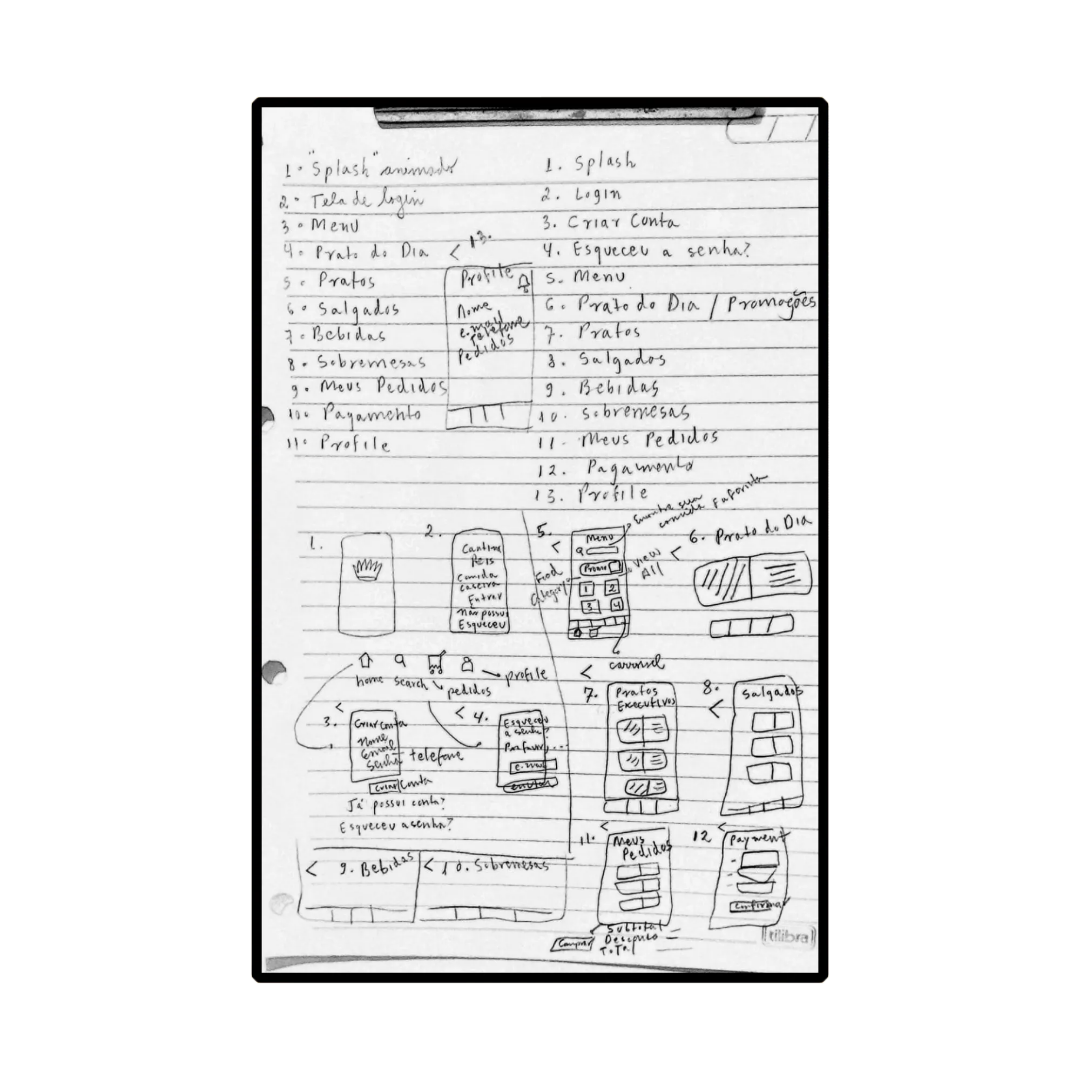 1. "Splash" animado
2. Tela de login
3. Menu
4. Prato do Dia
5. Pratos
6. Salgados
7. Bebidas
8. Sobremesas
9. Meus Pedidos
10. Pagamento
11. Profile
< 13.
Profile
Nome
e.mail
telefone
Pedidos
1. Splash
2. Login
3. Criar Conta
4. Esqueceu a senha?
5. Menu
6. Prato do Dia / Promoções
7. Pratos
8. Salgados
9. Bebidas
10. Sobremesas
11. Meus Pedidos
12. Pagamento
13. Profile
1.
2.
Cantina
Reis
Comida
caseira
Entrar
Não possui
Esqueceu
5.
<
Menu
Encontre sua
comida favorita
Promo
View
All
Food
Category
1 2
3 4
carousel
< 6. Prato do Dia
home
search
pedidos
profile
< 3.
Criar conta
Nome
Email
Senha
telefone
Criar Conta
Já possui conta?
Esqueceu a senha?
< 4.
Esqueceu
a senha?
Por favor, ...
e.mail
enviar
< 7.
Pratos
Executivos
8. <
Salgados
< 9. Bebidas
< 10. Sobremesas
< 11.
Meus
Pedidos
Subtotal
Desconto
Total
Comprar
12 <
Payment
Confirmar
tilibra